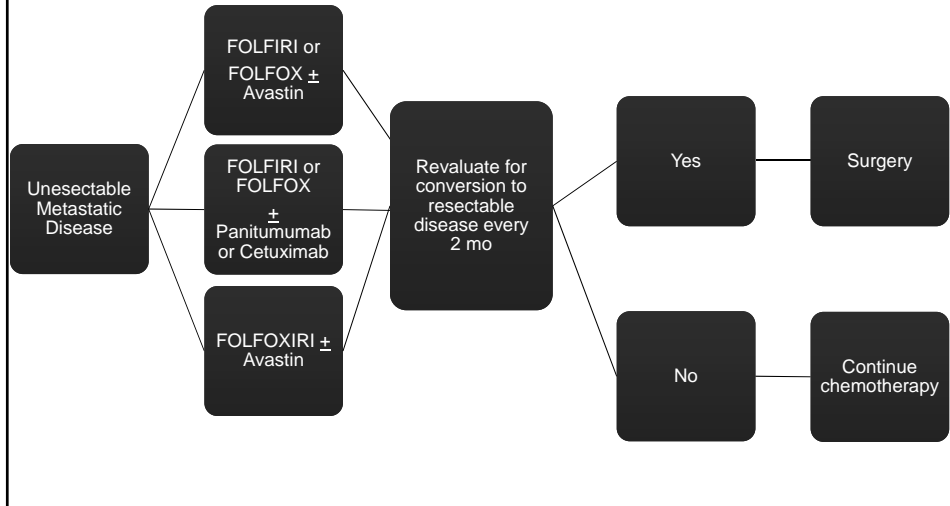 Unesectable
Metastatic
Disease
FOLFIRI or
FOLFOX ±
Avastin
FOLFIRI or
FOLFOX
±
Panitumumab
or Cetuximab
FOLFOXIRI ±
Avastin
Revaluate for
conversion to
resectable
disease every
2 mo
Yes
Surgery
No
Continue
chemotherapy